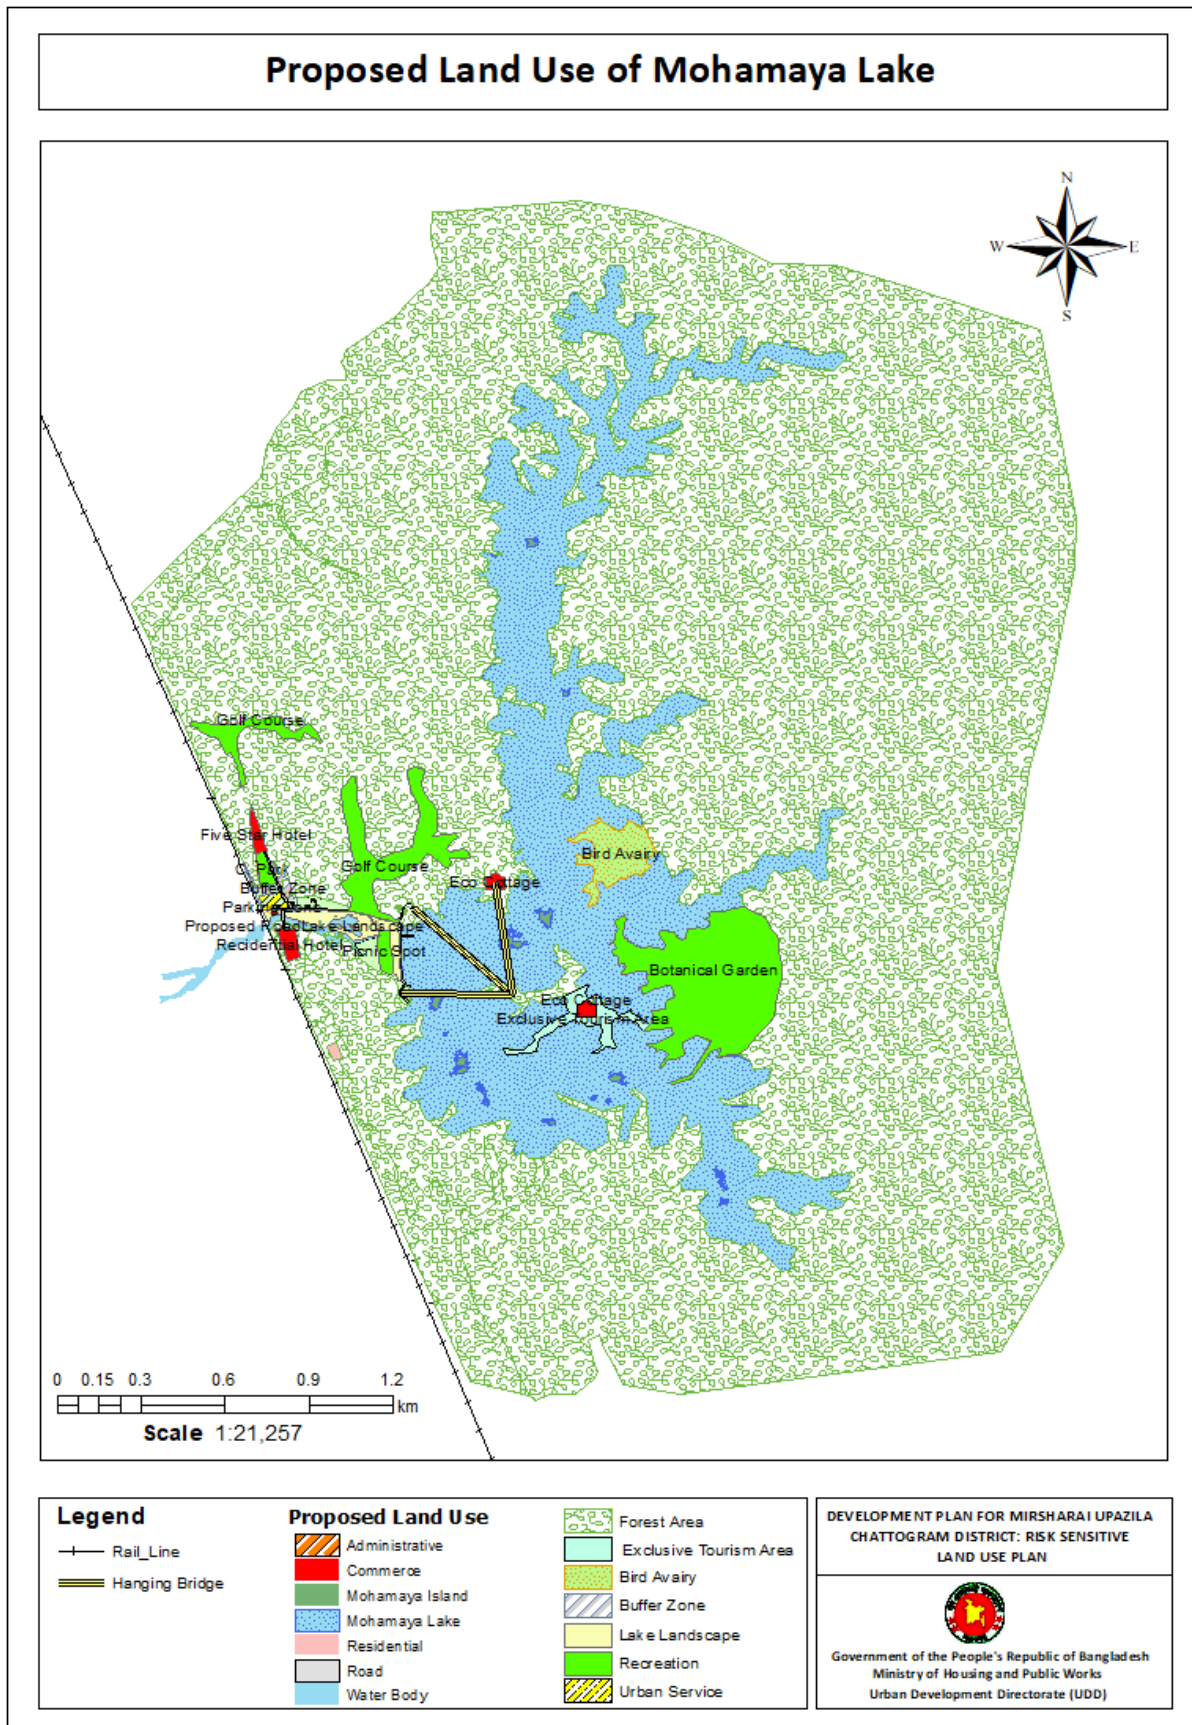 Proposed Land Use of Mohamaya Lake
N
W
E
S
Golf Course
Five Star Hotel
Golf Course
Bird Avairy
Eco Cottage
Buffer Zone
Parking Zone
Proposed Road
Lake Landscape
Recidential Hotel
Picnic Spot
Botanical Garden
Eco Cottage
Exclusive Tourism Area
0 0.15 0.3 0.6 0.9 1.2
km
Scale 1:21,257
Legend
Rail_Line
Hanging Bridge
Proposed Land Use
Administrative
Commerce
Mohamaya Island
Mohamaya Lake
Residential
Road
Water Body
Forest Area
Exclusive Tourism Area
Bird Avairy
Buffer Zone
Lake Landscape
Recreation
Urban Service
DEVELOPMENT PLAN FOR MIRSHARAI UPAZILA
CHATTOGRAM DISTRICT: RISK SENSITIVE
LAND USE PLAN
Government of the People's Republic of Bangladesh
Ministry of Housing and Public Works
Urban Development Directorate (UDD)